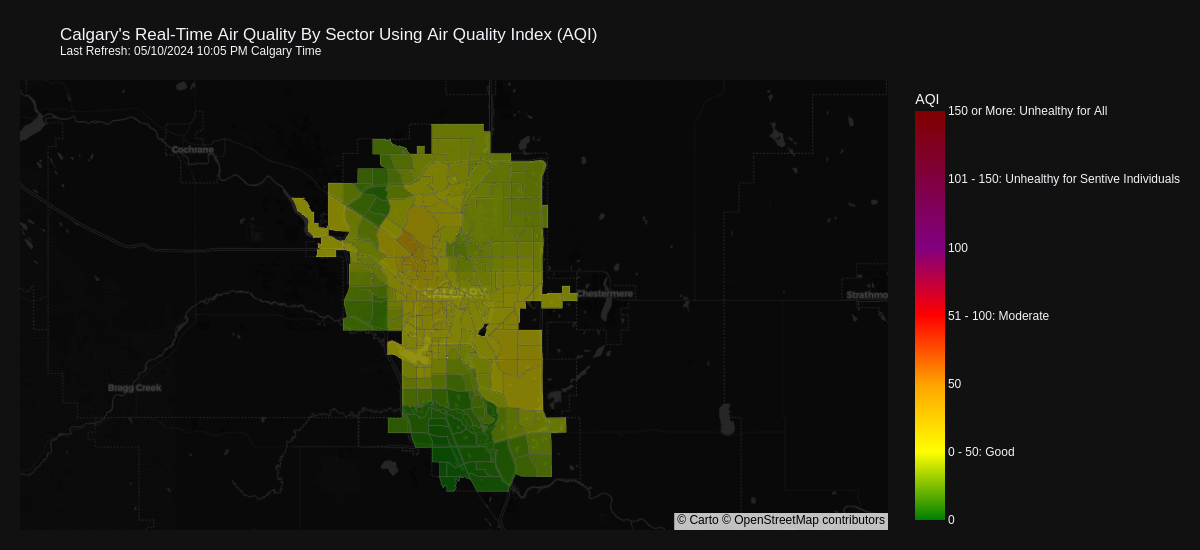 Calgary's Real-Time Air Quality By Sector Using Air Quality Index (AQI)
Last Refresh: 05/10/2024 10:05 PM Calgary Time
AQI
150 or More: Unhealthy for All
Cochrane
101 - 150: Unhealthy for Sentive Individuals
100
CALGARY
Chestermere
Strathmo
51 - 100: Moderate
50
Bragg Creek
0 - 50: Good
0
© Carto © OpenStreetMap contributors